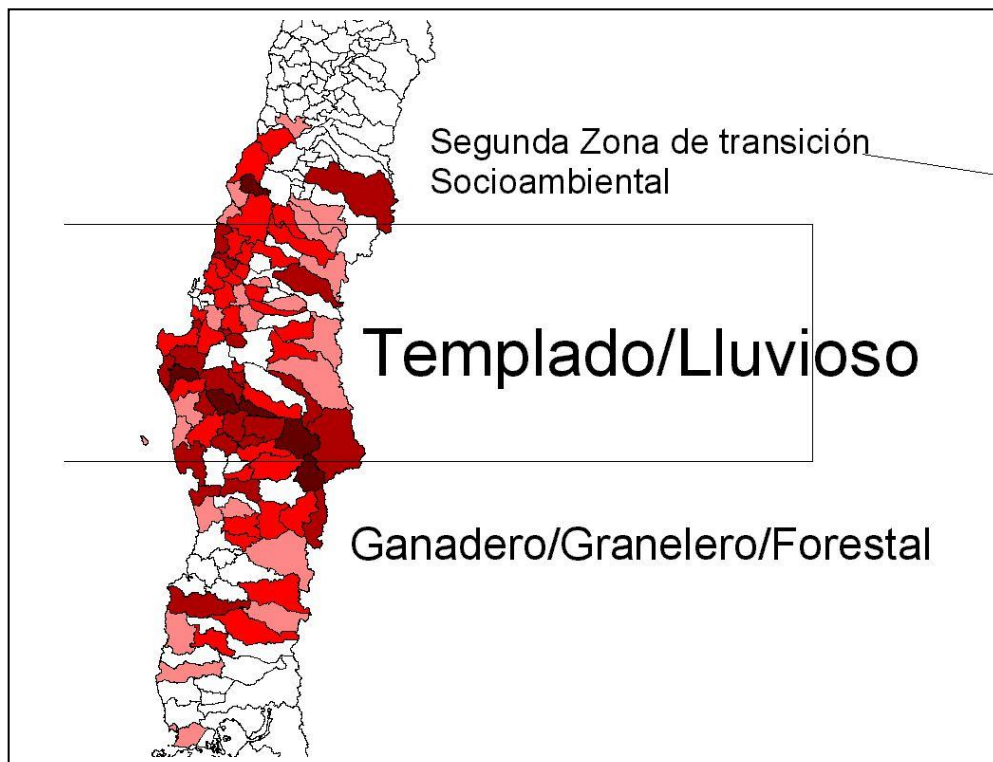 Segunda Zona de transición
Socioambiental
Templado/Lluvioso
Ganadero/Granelero/Forestal